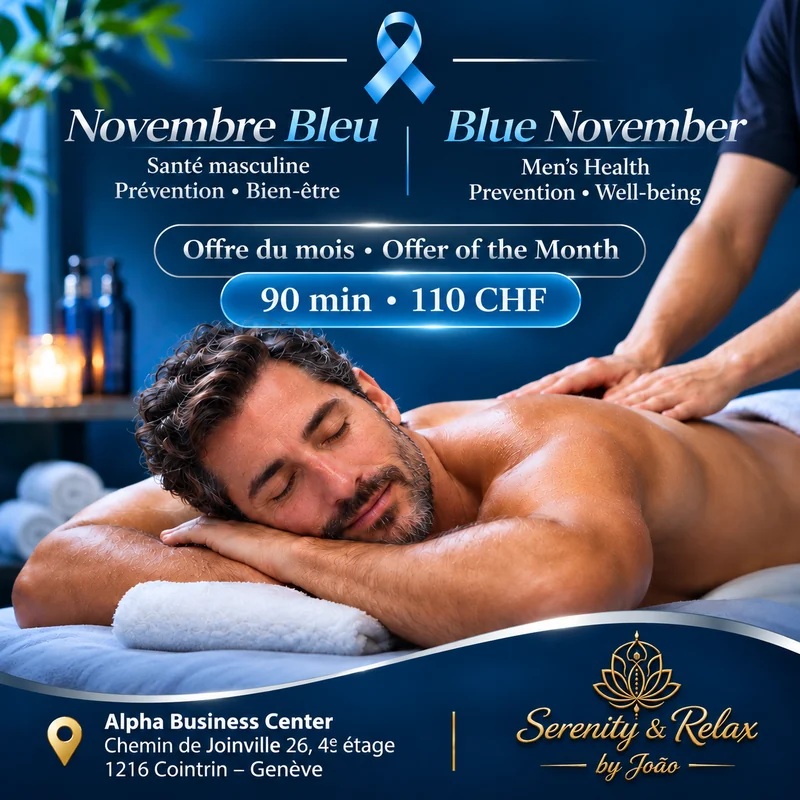 Novembre Bleu
Santé masculine
Prévention • Bien-être
Blue November
Men's Health
Prevention • Well-being
Offre du mois • Offer of the Month
90 min • 110 CHF
Alpha Business Center
Chemin de Joinville 26, 4ᵉ étage
1216 Cointrin – Genève
Serenity & Relax
by João